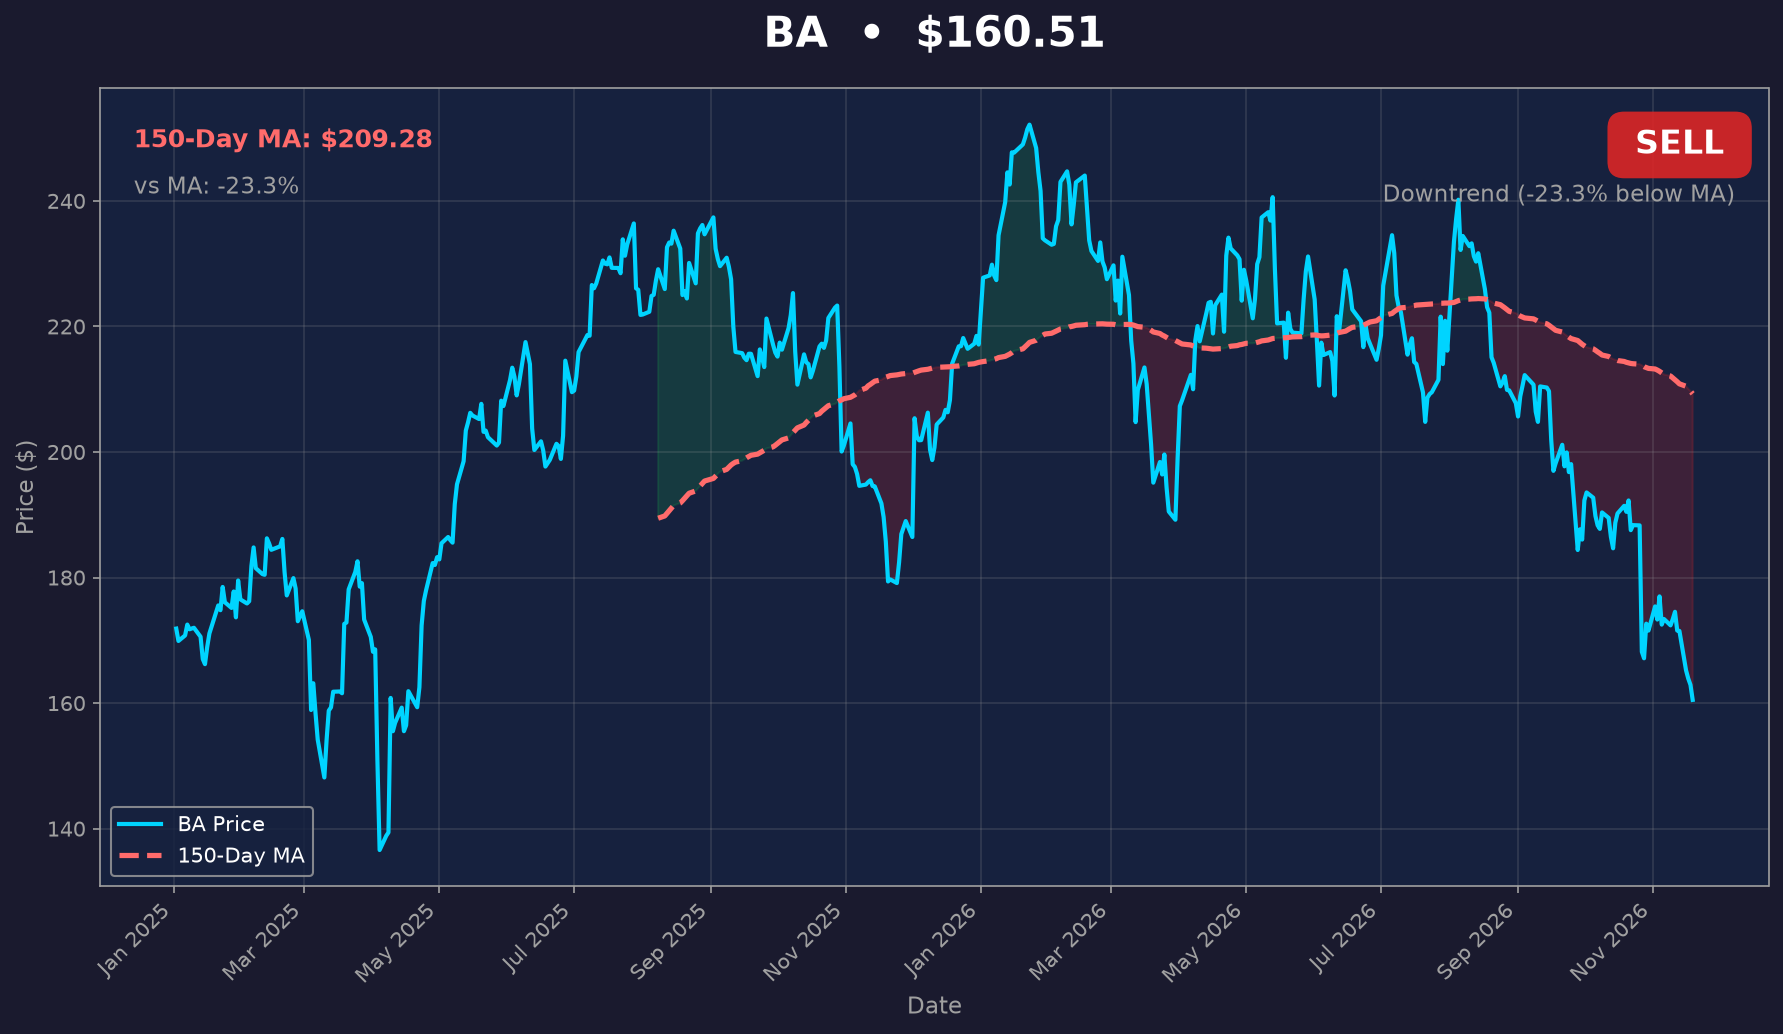 BA • $160.51
150-Day MA: $209.28
vs MA: -23.3%
SELL
Downtrend (-23.3% below MA)
Price ($)
240
220
200
180
160
140
BA Price
150-Day MA
Jan 2025
Mar 2025
May 2025
Jul 2025
Sep 2025
Nov 2025
Jan 2026
Mar 2026
May 2026
Jul 2026
Sep 2026
Nov 2026
Date